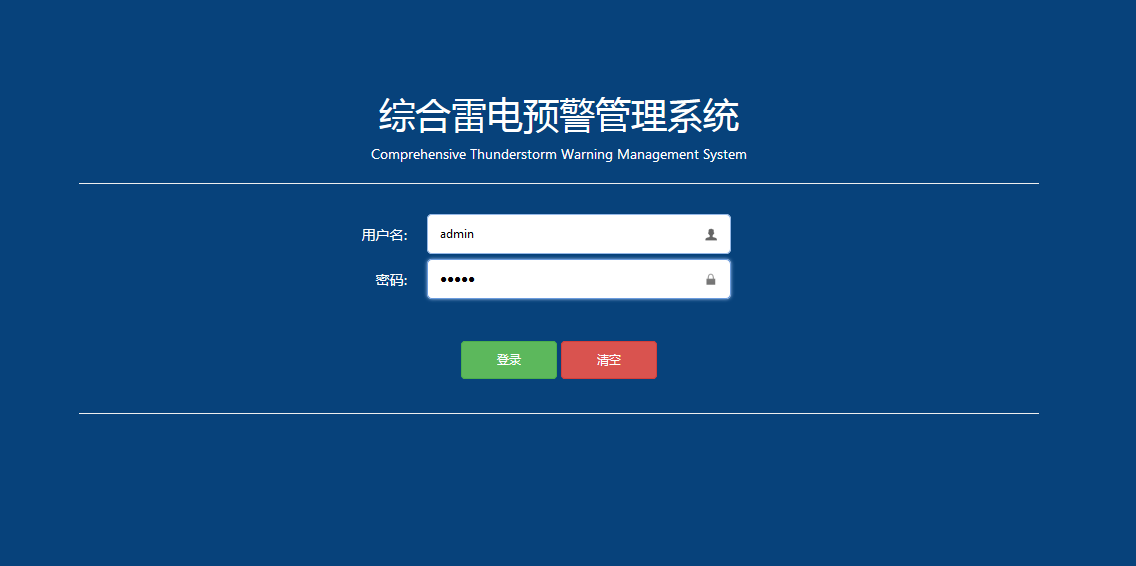 综合雷电预警管理系统
Comprehensive Thunderstorm Warning Management System
用户名: admin
密码: •••••
登录 清空